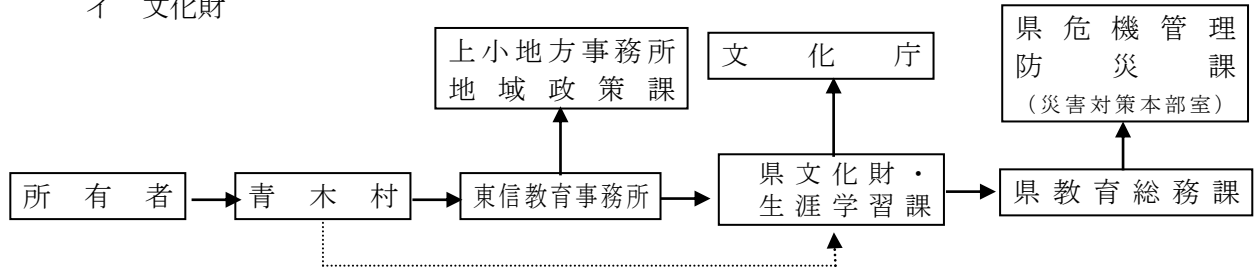 イ 文化財
上小地方事務所
地域政策課
文化庁
県危機管理
防災課
（災害対策本部室）
所有者
青木村
東信教育事務所
県文化財・
生涯学習課
県教育総務課